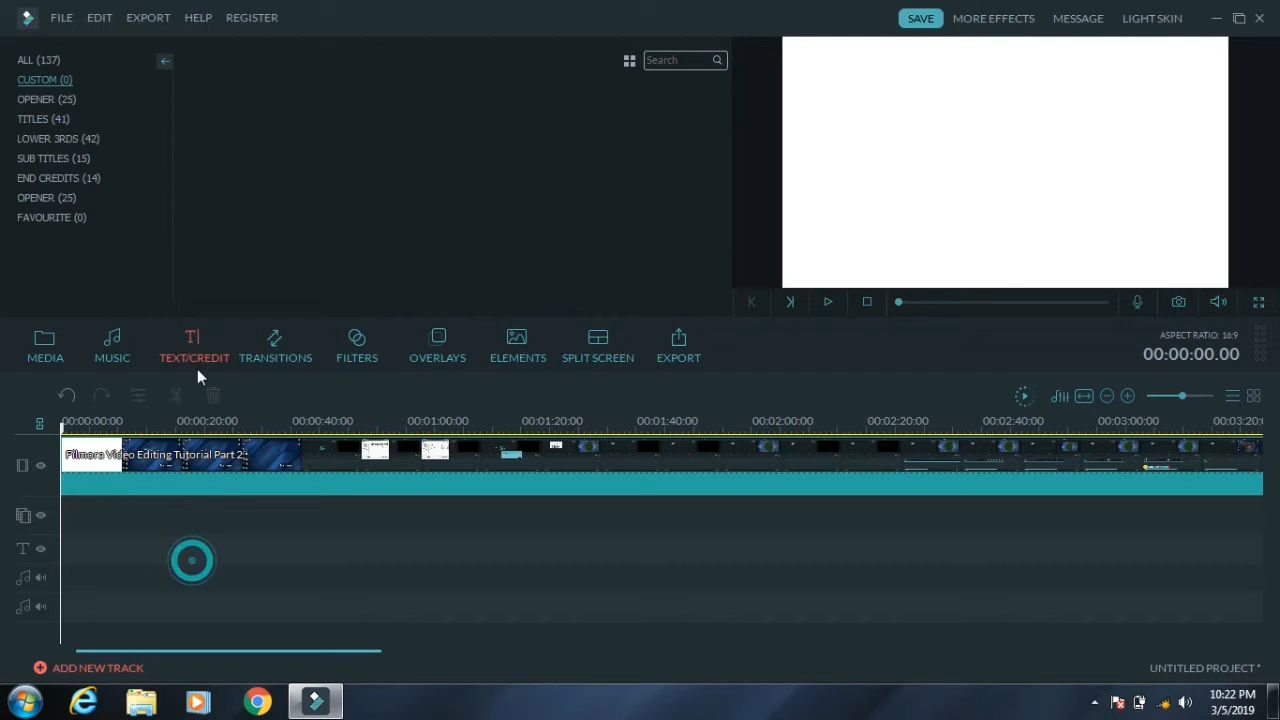 FILE EDIT EXPORT HELP REGISTER SAVE MORE EFFECTS MESSAGE LIGHT SKIN
ALL (137)
CUSTOM (0)
OPENER (25)
TITLES (41)
LOWER 3RDS (42)
SUB TITLES (15)
END CREDITS (14)
OPENER (25)
FAVOURITE (0)
Search
MEDIA MUSIC TEXT/CREDIT TRANSITIONS FILTERS OVERLAYS ELEMENTS SPLIT SCREEN EXPORT
ASPECT RATIO: 16:9
00:00:00.00
00:00:00:00 00:00:20:00 00:00:40:00 00:01:00:00 00:01:20:00 00:01:40:00 00:02:00:00 00:02:20:00 00:02:40:00 00:03:00:00 00:03:20:
Filmora Video Editing Tutorial Part 2
ADD NEW TRACK
UNTITLED PROJECT *
10:22 PM
3/5/2019